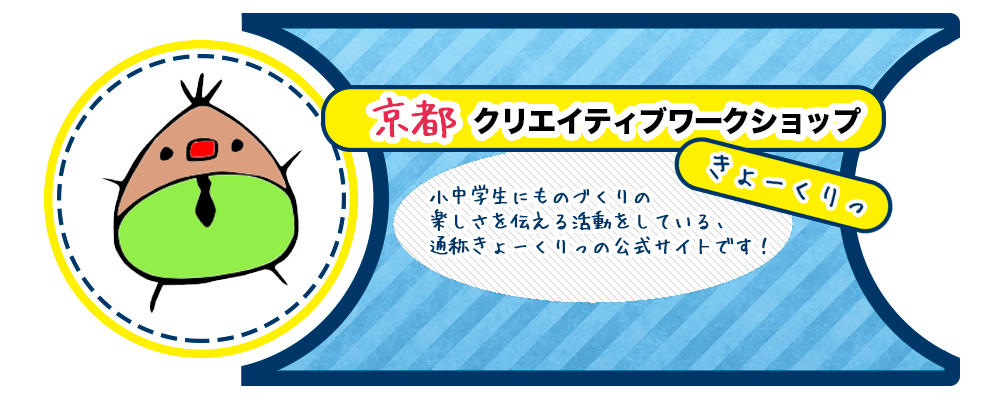 京都 クリエイティブワークショップ
きょーくりっ
小中学生にものづくりの
楽しさを伝える活動をしている、
通称きょーくりっの公式サイトです！